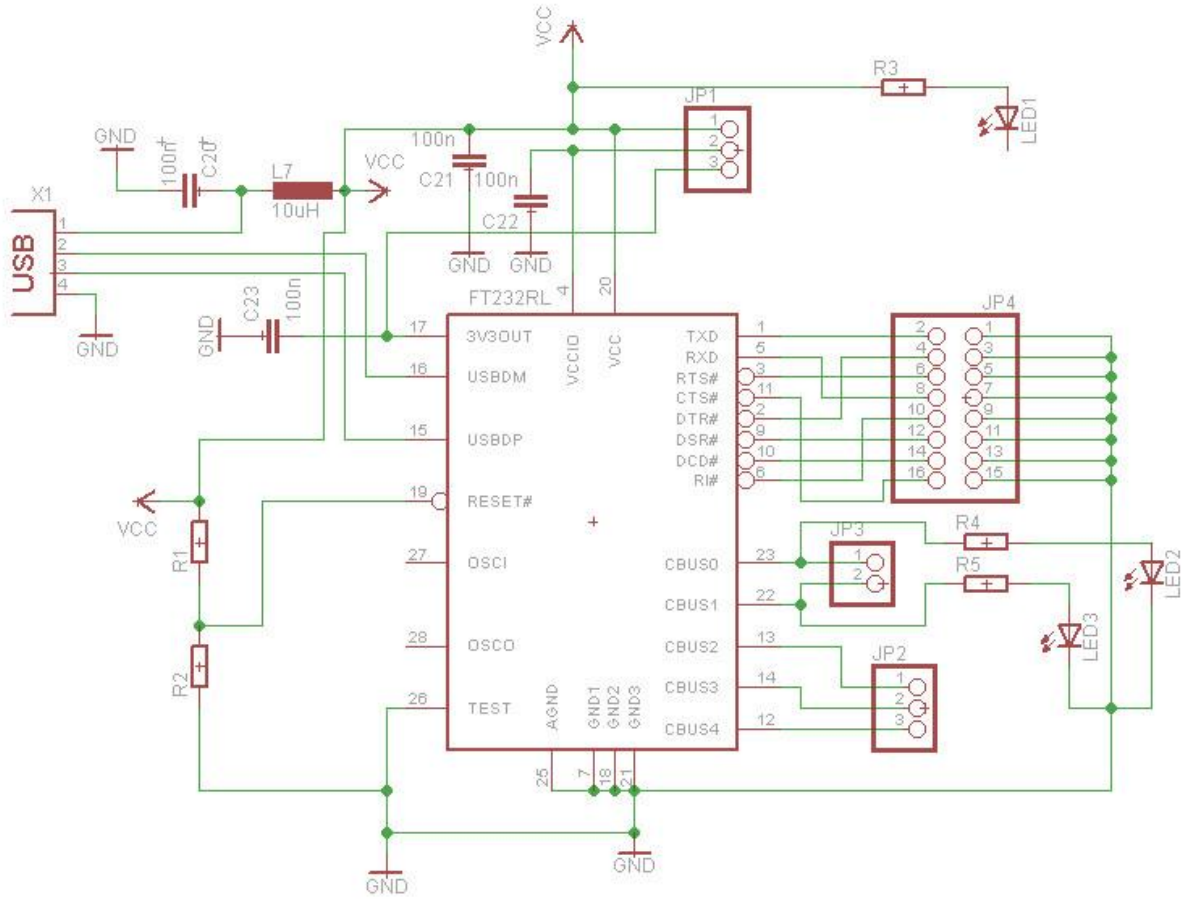 VCC
R3
LED1
JP1
1
2
3
GND
100n
C20
L7
10uH
VCC
100n
C21
100n
C22
GND
GND
X1
USB
1
2
3
4
GND
C23
100n
GND
FT232RL
4
20
VCCIO
VCC
17
3V3OUT
16
USBDM
15
USBDP
19
RESET#
27
OSCI
28
OSCO
26
TEST
TXD
1
RXD
5
RTS#
3
CTS#
11
DTR#
2
DSR#
9
DCD#
10
RI#
6
CBUS0
23
CBUS1
22
CBUS2
13
CBUS3
14
CBUS4
12
AGND
GND1
GND2
GND3
25
7
18
21
JP4
2
1
4
3
6
5
8
7
10
9
12
11
14
13
16
15
JP3
1
2
R4
R5
LED2
LED3
JP2
1
2
3
VCC
R1
R2
GND
GND